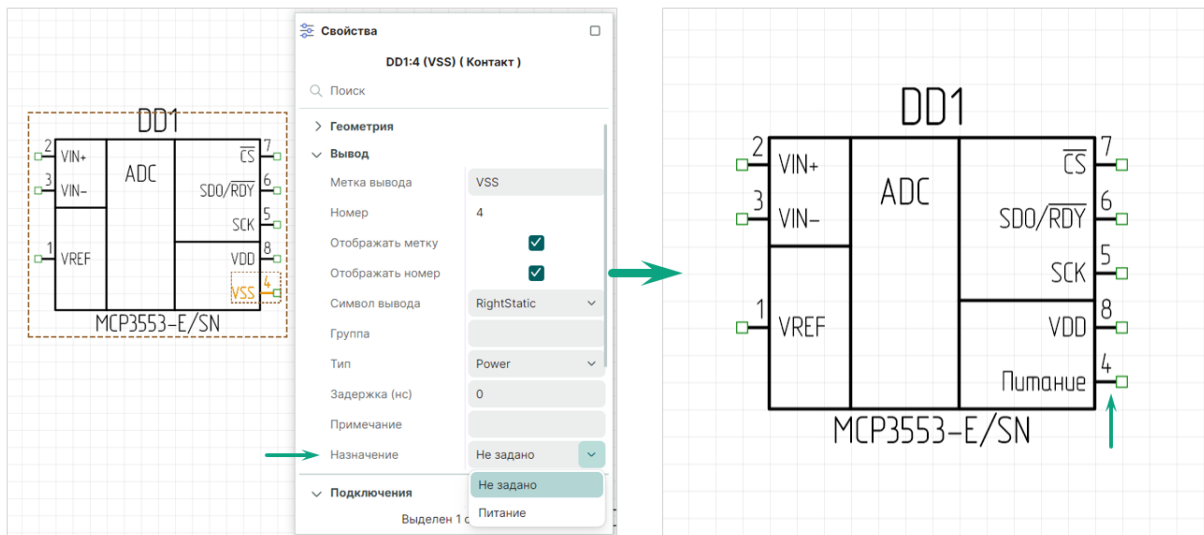 DD1
2 VIN+
3 VIN–
1 VREF
ADC
CS 7
SDO/RDY 6
SCK 5
VDD 8
VSS 4
MCP3553-E/SN
Свойства
DD1:4 (VSS) ( Контакт )
Поиск
Геометрия
Вывод
Метка вывода VSS
Номер 4
Отображать метку
Отображать номер
Символ вывода RightStatic
Группа
Тип Power
Задержка (нс) 0
Примечание
Назначение Не задано
Не задано
Питание
Подключения
Выделен 1
DD1
2 VIN+
3 VIN–
1 VREF
ADC
CS 7
SDO/RDY 6
SCK 5
VDD 8
Питание 4
MCP3553-E/SN